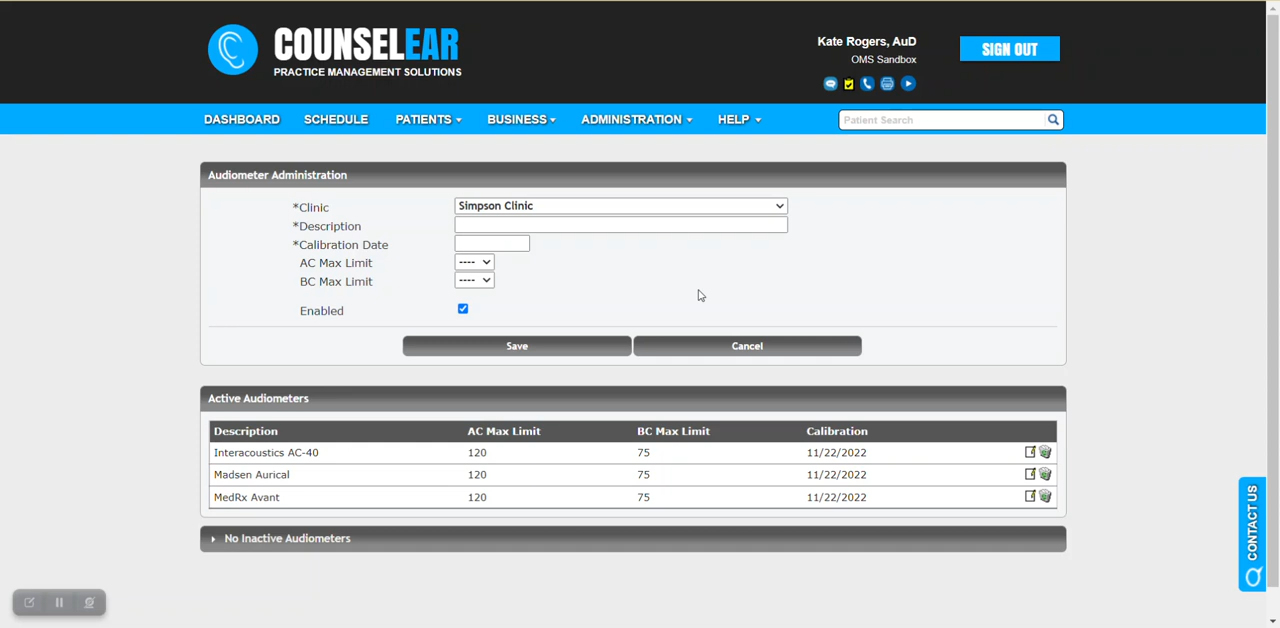 COUNSELEAR
PRACTICE MANAGEMENT SOLUTIONS
Kate Rogers, AuD
OMS Sandbox
SIGN OUT
DASHBOARD SCHEDULE PATIENTS BUSINESS ADMINISTRATION HELP Patient Search
Audiometer Administration
*Clinic Simpson Clinic
*Description
*Calibration Date
AC Max Limit ----
BC Max Limit ----
Enabled
Save Cancel
Active Audiometers
Description AC Max Limit BC Max Limit Calibration
Interacoustics AC-40 120 75 11/22/2022
Madsen Aurical 120 75 11/22/2022
MedRx Avant 120 75 11/22/2022
No Inactive Audiometers
CONTACT US